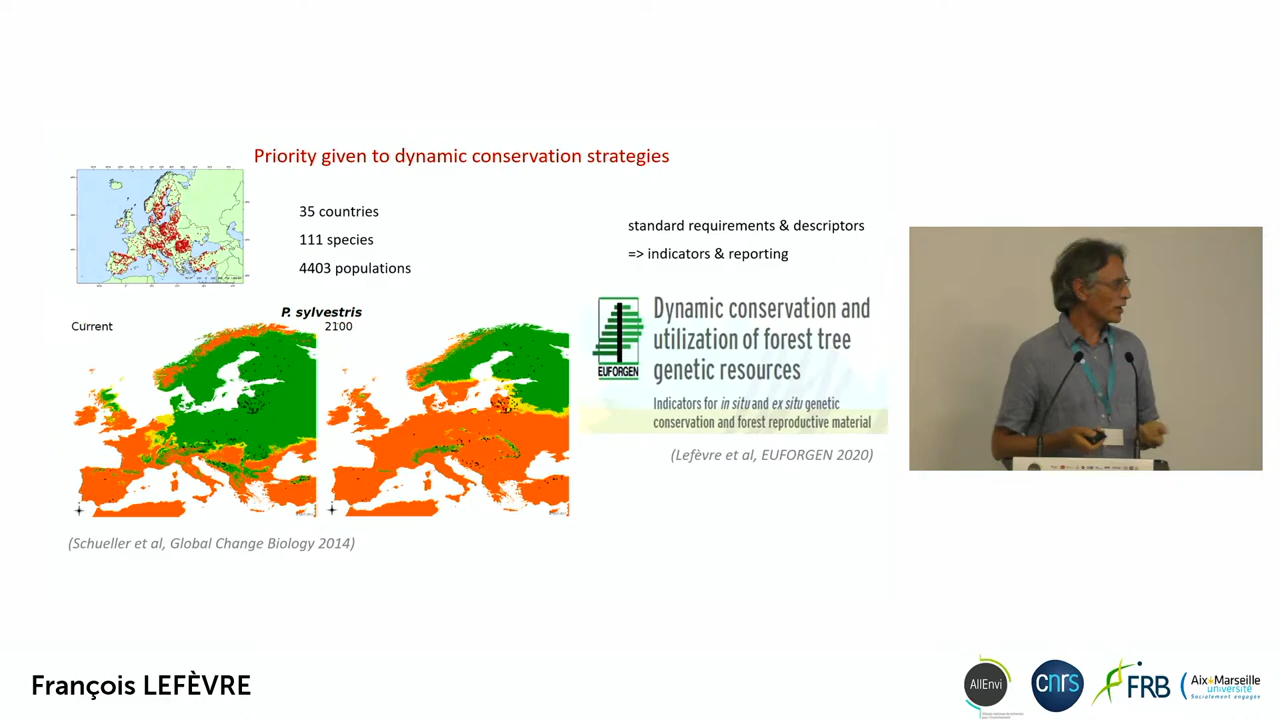 Priority given to dynamic conservation strategies
35 countries
111 species
4403 populations
standard requirements & descriptors
=> indicators & reporting
P. sylvestris
Current
2100
EUFORGEN
Dynamic conservation and
utilization of forest tree
genetic resources
Indicators for in situ and ex situ genetic
conservation and forest reproductive material
(Lefèvre et al, EUFORGEN 2020)
(Schueller et al, Global Change Biology 2014)
François LEFÈVRE
AllEnvi
cnrs
FRB
Aix+Marseille
université
Socialement engagée